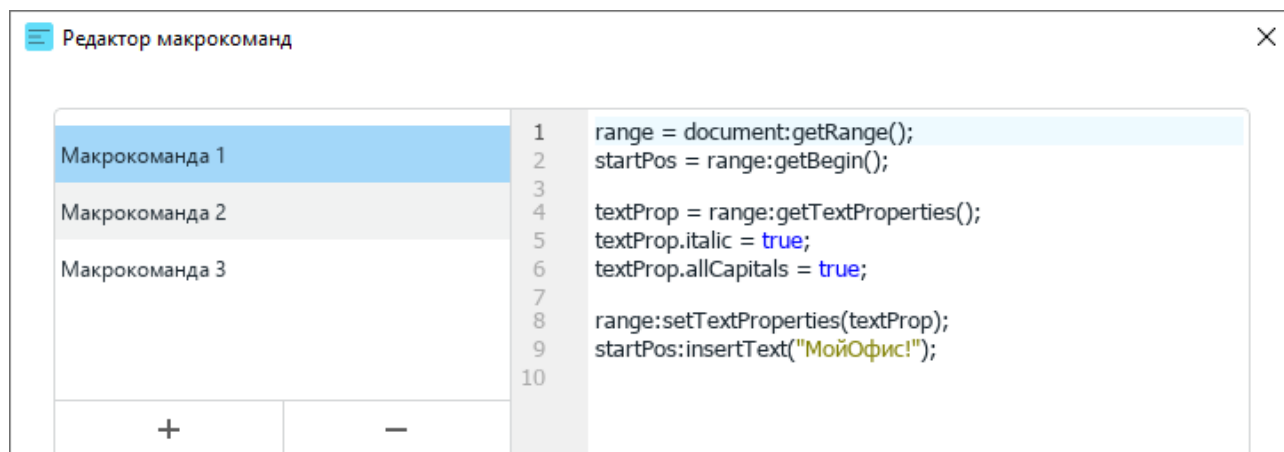 Редактор макрокоманд
Макрокоманда 1
Макрокоманда 2
Макрокоманда 3
+ −
1 range = document:getRange();
2 startPos = range:getBegin();
3
4 textProp = range:getTextProperties();
5 textProp.italic = true;
6 textProp.allCapitals = true;
7
8 range:setTextProperties(textProp);
9 startPos:insertText("МойОфис!");
10